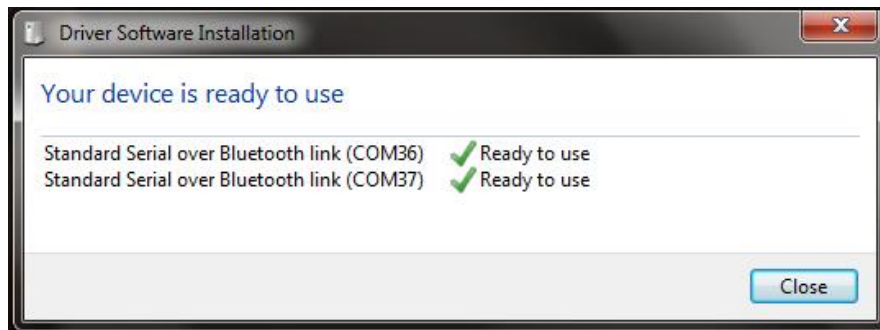 Driver Software Installation
Your device is ready to use
Standard Serial over Bluetooth link (COM36) Ready to use
Standard Serial over Bluetooth link (COM37) Ready to use
Close